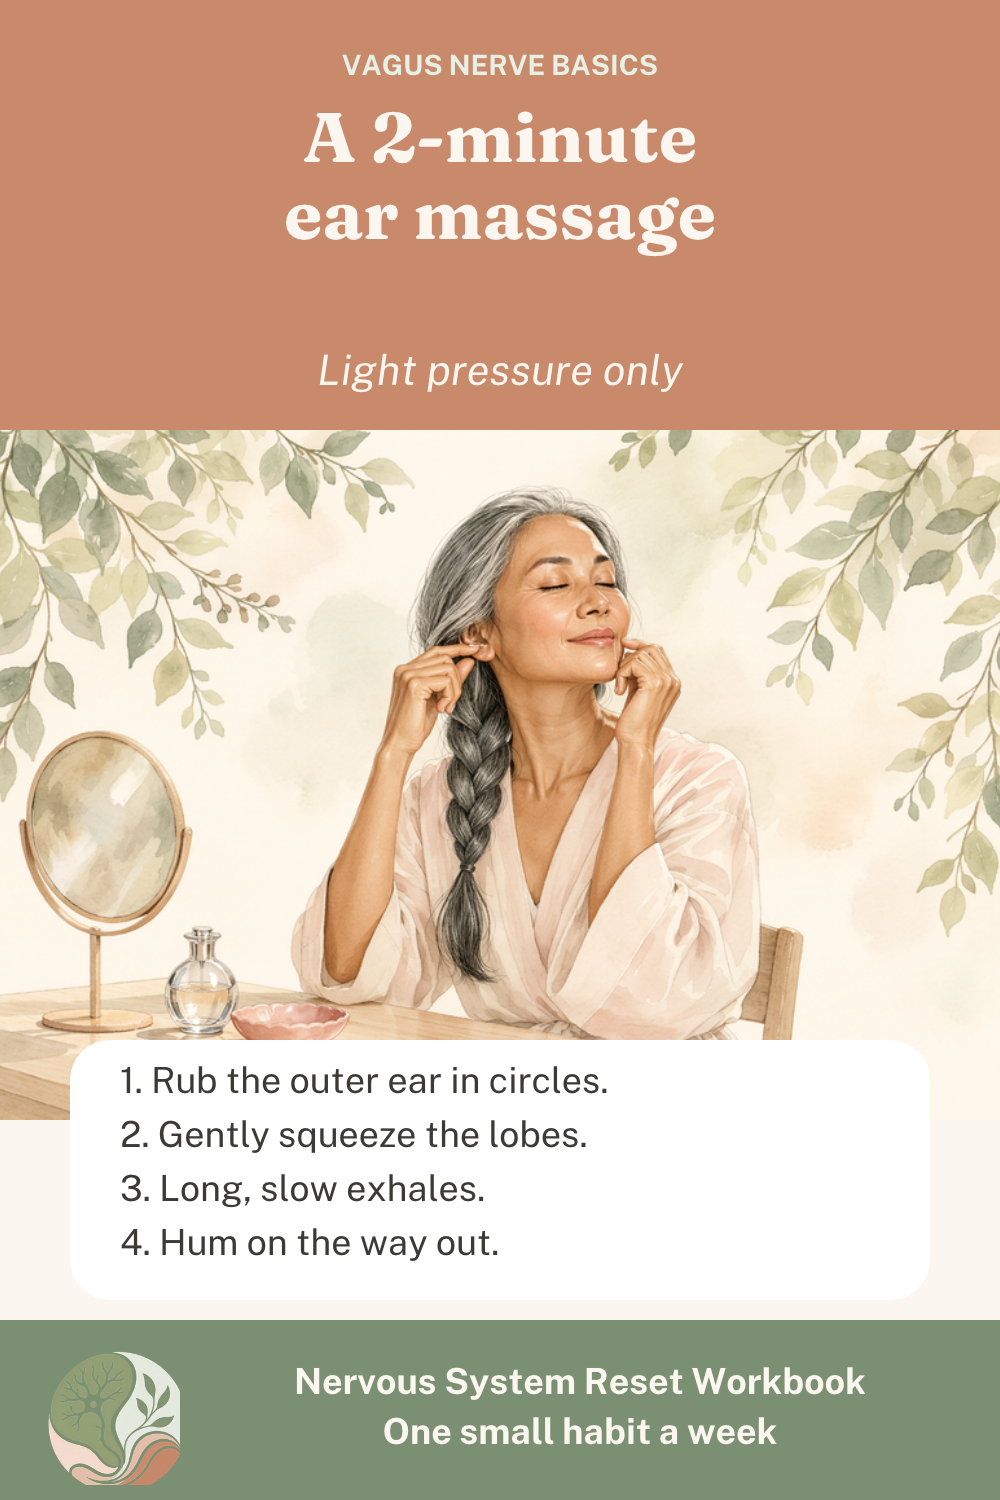 VAGUS NERVE BASICS
A 2-minute
ear massage
Light pressure only
1. Rub the outer ear in circles.
2. Gently squeeze the lobes.
3. Long, slow exhales.
4. Hum on the way out.
Nervous System Reset Workbook
One small habit a week